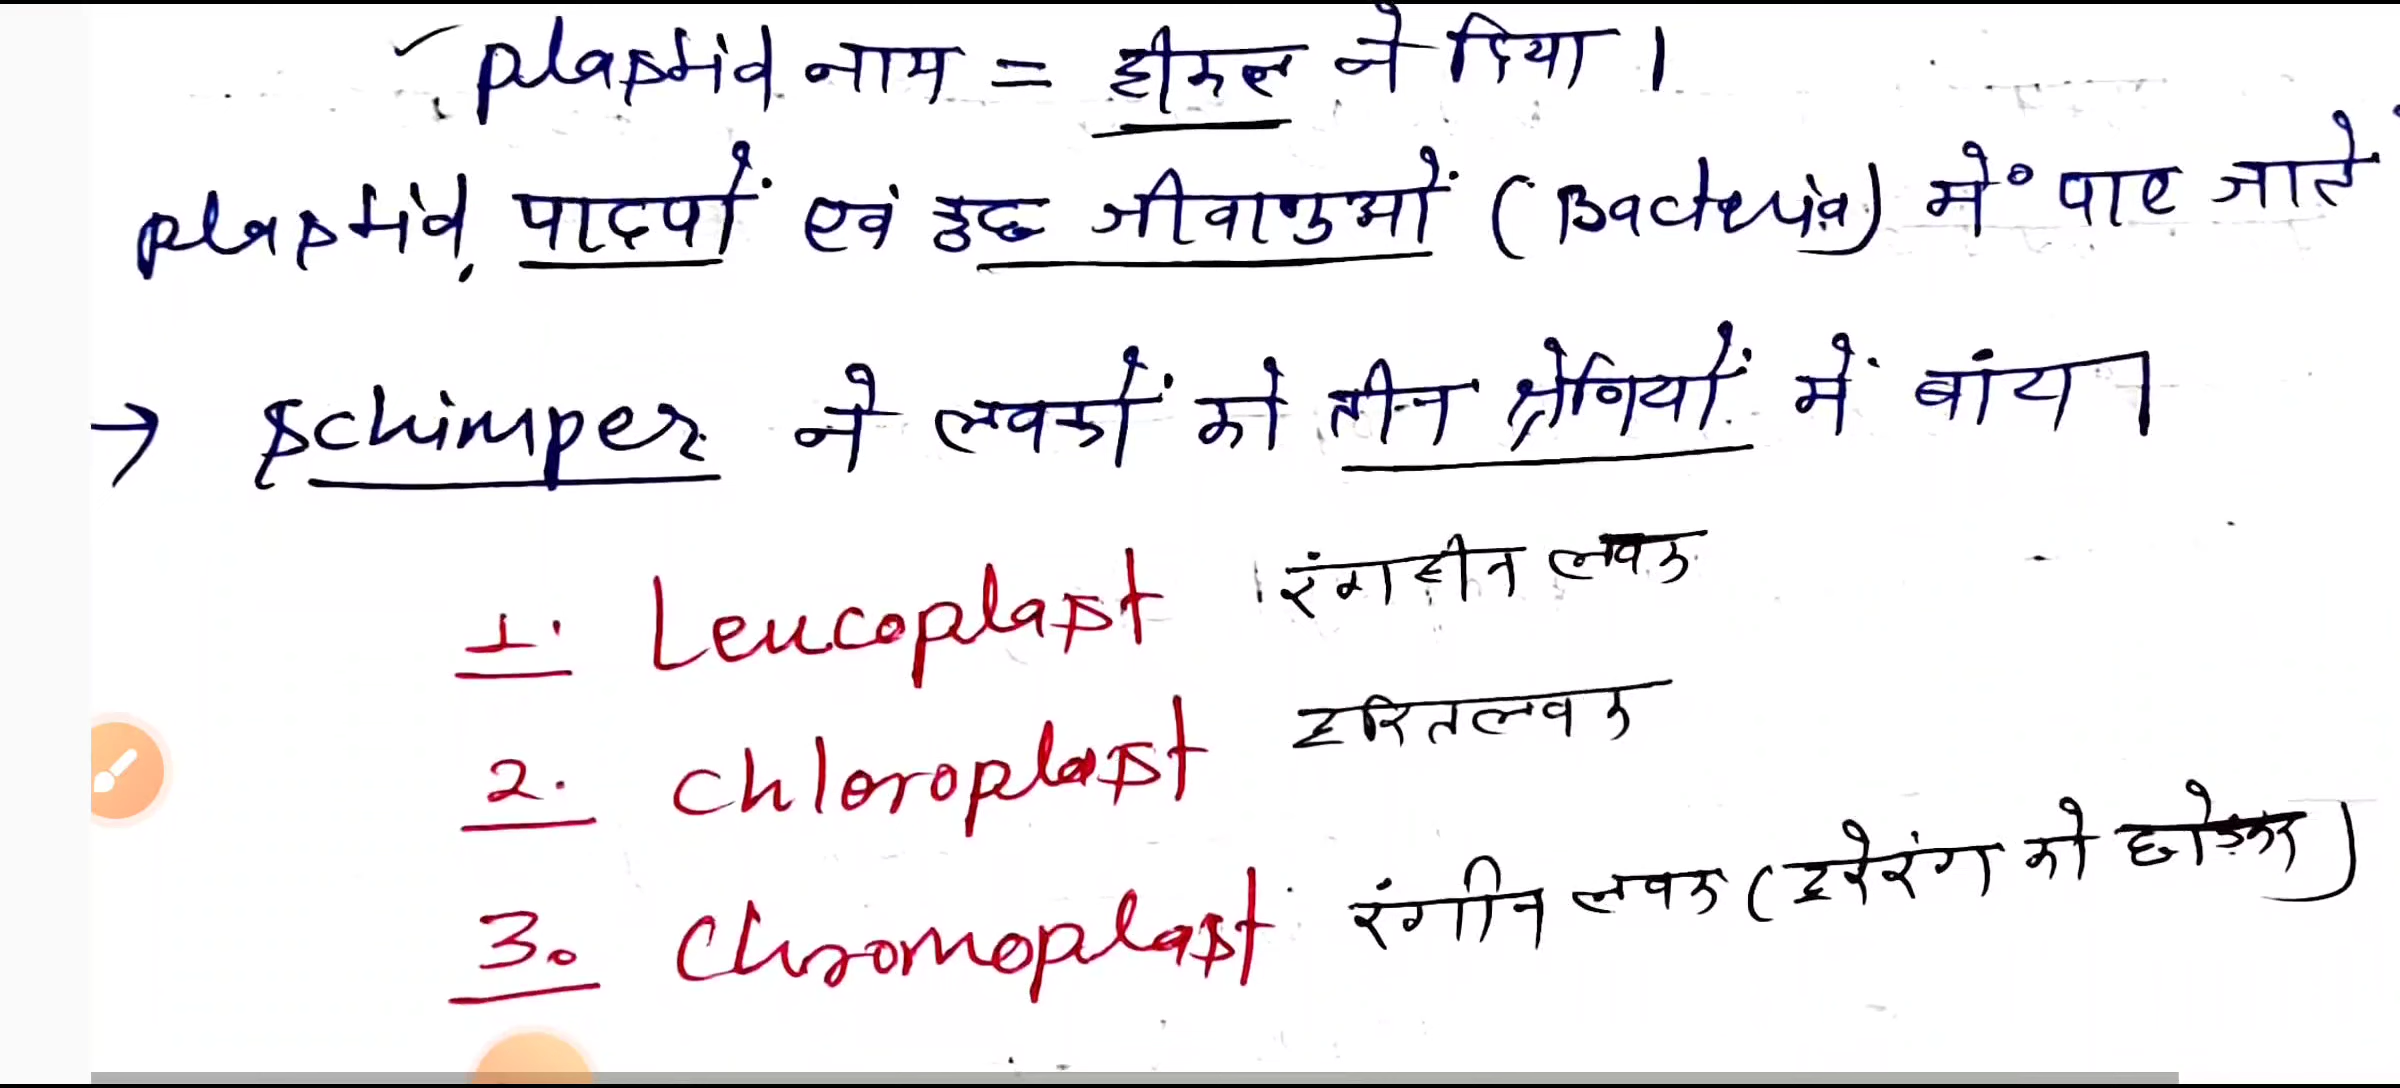 plastid नाम = हीकल ने दिया ।
plastid पादपों एवं कुछ जीवाणुओं (Bacteria) में पाए जाते
→ Schimper ने लवकों को तीन श्रेणियों में बांटा ।
1. Leucoplast रंगहीन लवक
2. Chloroplast हरितलवक
3. Chromoplast रंगीन लवक (हरे रंग को छोड़कर)